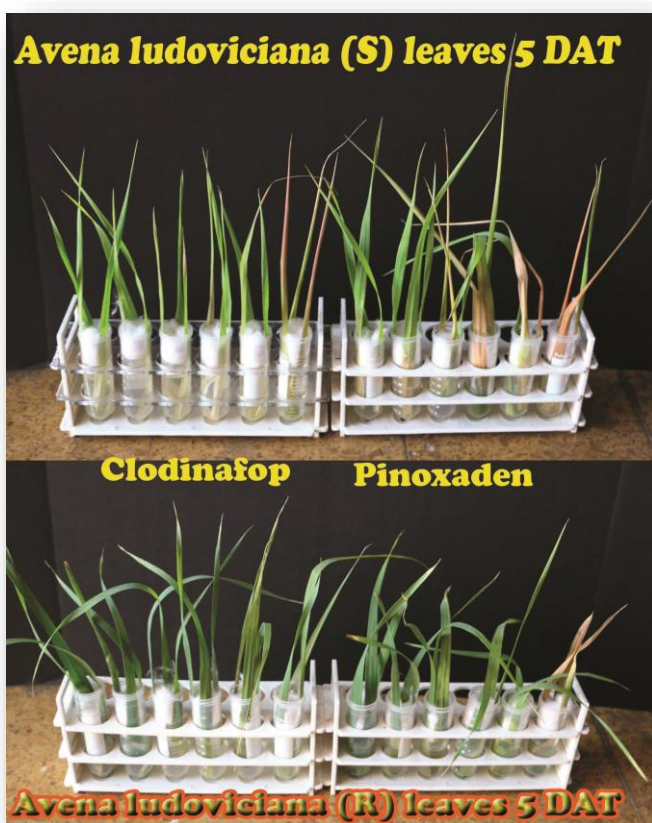 Avena ludoviciana (S) leaves 5 DAT
Clodinafop Pinoxaden
Avena ludoviciana (R) leaves 5 DAT